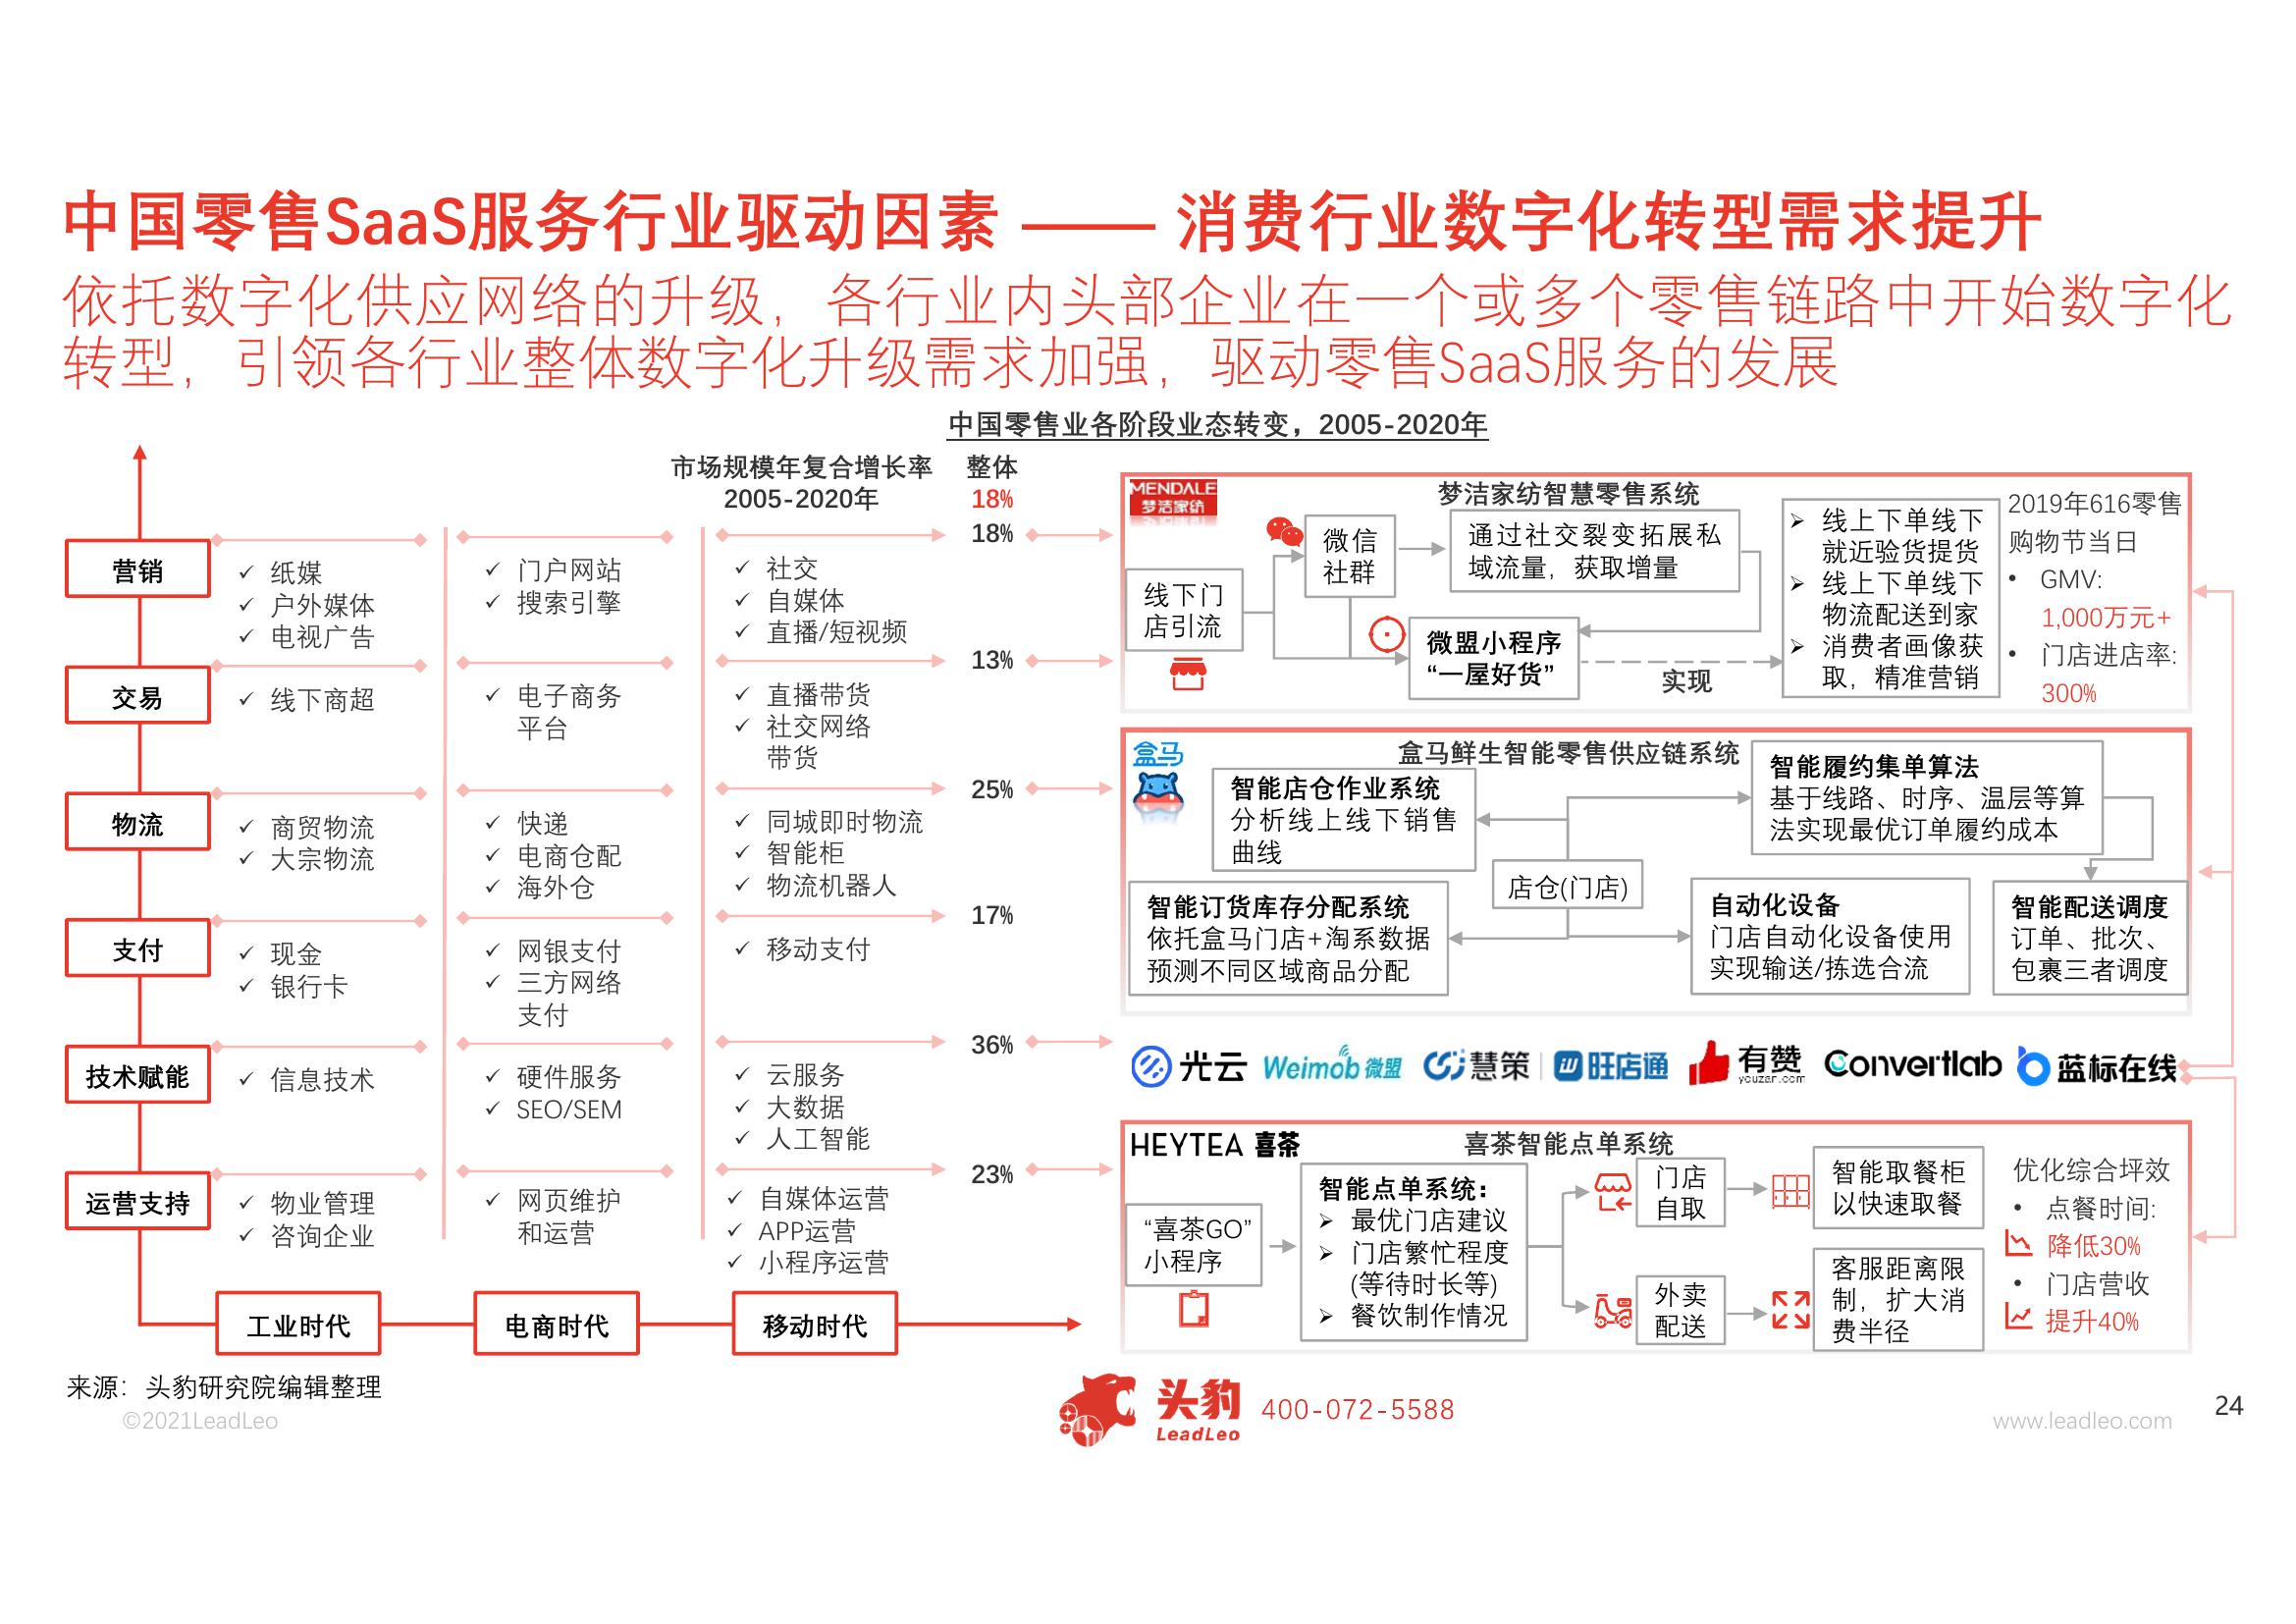 中国零售SaaS服务行业驱动因素 —— 消费行业数字化转型需求提升
依托数字化供应网络的升级，各行业内头部企业在一个或多个零售链路中开始数字化
转型，引领各行业整体数字化升级需求加强，驱动零售SaaS服务的发展
中国零售业各阶段业态转变，2005-2020年
市场规模年复合增长率
2005-2020年
整体
18%
营销
✓ 纸媒
✓ 户外媒体
✓ 电视广告
✓ 门户网站
✓ 搜索引擎
✓ 社交
✓ 自媒体
✓ 直播/短视频
18%
交易
✓ 线下商超
✓ 电子商务
平台
✓ 直播带货
✓ 社交网络
带货
13%
物流
✓ 商贸物流
✓ 大宗物流
✓ 快递
✓ 电商仓配
✓ 海外仓
✓ 同城即时物流
✓ 智能柜
✓ 物流机器人
25%
支付
✓ 现金
✓ 银行卡
✓ 网银支付
✓ 三方网络
支付
✓ 移动支付
17%
技术赋能
✓ 信息技术
✓ 硬件服务
✓ SEO/SEM
✓ 云服务
✓ 大数据
✓ 人工智能
36%
运营支持
✓ 物业管理
✓ 咨询企业
✓ 网页维护
和运营
✓ 自媒体运营
✓ APP运营
✓ 小程序运营
23%
工业时代
电商时代
移动时代
MENDALE
梦洁家纺
梦洁家纺智慧零售系统
线下门
店引流
微信
社群
通过社交裂变拓展私
域流量，获取增量
微盟小程序
“一屋好货”
实现
➢ 线上下单线下
就近验货提货
➢ 线上下单线下
物流配送到家
➢ 消费者画像获
取，精准营销
2019年616零售
购物节当日
• GMV:
1,000万元+
• 门店进店率:
300%
盒马
盒马鲜生智能零售供应链系统
智能店仓作业系统
分析线上线下销售
曲线
智能履约集单算法
基于线路、时序、温层等算
法实现最优订单履约成本
店仓(门店)
智能订货库存分配系统
依托盒马门店+淘系数据
预测不同区域商品分配
自动化设备
门店自动化设备使用
实现输送/拣选合流
智能配送调度
订单、批次、
包裹三者调度
光云
Weimob 微盟
慧策
旺店通
有赞
youzan.com
Convertlab
蓝标在线
HEYTEA 喜茶
喜茶智能点单系统
“喜茶GO”
小程序
智能点单系统：
➢ 最优门店建议
➢ 门店繁忙程度
(等待时长等)
➢ 餐饮制作情况
门店
自取
智能取餐柜
以快速取餐
外卖
配送
客服距离限
制，扩大消
费半径
优化综合坪效
• 点餐时间:
降低30%
• 门店营收
提升40%
来源：头豹研究院编辑整理
©2021LeadLeo
头豹
LeadLeo
400-072-5588
www.leadleo.com
24